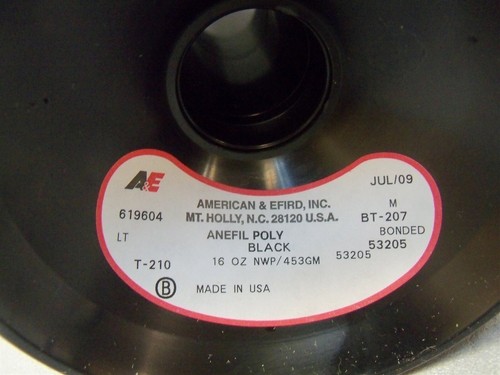 A&E
JUL/09
AMERICAN & EFIRD, INC.
M
619604
MT. HOLLY, N.C. 28120 U.S.A.
BT-207
LT
ANEFIL POLY
BONDED
BLACK
53205
T-210
16 OZ NWP/453GM
53205
B
MADE IN USA